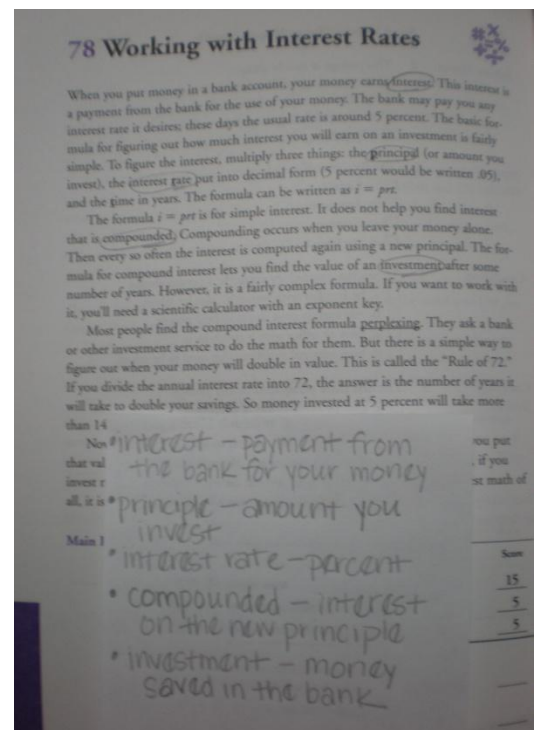 78 Working with Interest Rates
When you put money in a bank account, your money earns interest. This interest is
a payment from the bank for the use of your money. The bank may pay you any
interest rate it desires; these days the usual rate is around 5 percent. The basic for-
mula for figuring out how much interest you will earn on an investment is fairly
simple. To figure the interest, multiply three things: the principal (or amount you
invest), the interest rate put into decimal form (5 percent would be written .05),
and the time in years. The formula can be written as i = prt.
The formula i = prt is for simple interest. It does not help you find interest
that is compounded. Compounding occurs when you leave your money alone.
Then every so often the interest is computed again using a new principal. The for-
mula for compound interest lets you find the value of an investment after some
number of years. However, it is a fairly complex formula. If you want to work with
it, you'll need a scientific calculator with an exponent key.
Most people find the compound interest formula perplexing. They ask a bank
or other investment service to do the math for them. But there is a simple way to
figure out when your money will double in value. This is called the "Rule of 72."
If you divide the annual interest rate into 72, the answer is the number of years it
will take to double your savings. So money invested at 5 percent will take more
than 14
ou put
that val
, if you
invest
st math of
all, it is
Main
Score
15
5
5
• interest – payment from
the bank for your money
• principle – amount you
invest
• interest rate – percent
• compounded – interest
on the new principle
• investment – money
saved in the bank